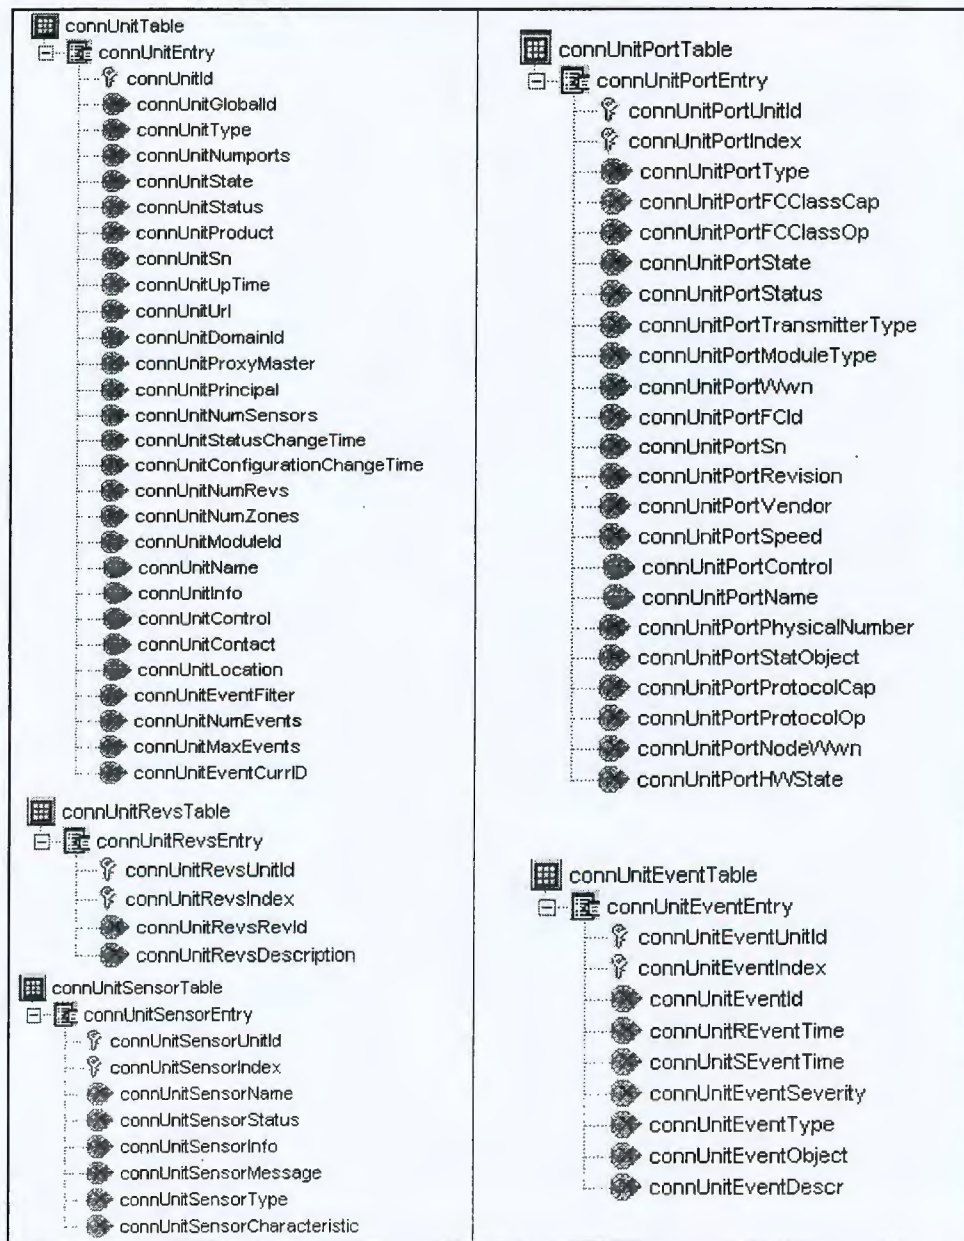 connUnitTable
connUnitEntry
connUnitId
connUnitGlobalId
connUnitType
connUnitNumports
connUnitState
connUnitStatus
connUnitProduct
connUnitSn
connUnitUpTime
connUnitUrl
connUnitDomainId
connUnitProxyMaster
connUnitPrincipal
connUnitNumSensors
connUnitStatusChangeTime
connUnitConfigurationChangeTime
connUnitNumRevs
connUnitNumZones
connUnitModuleId
connUnitName
connUnitInfo
connUnitControl
connUnitContact
connUnitLocation
connUnitEventFilter
connUnitNumEvents
connUnitMaxEvents
connUnitEventCurrID
connUnitRevsTable
connUnitRevsEntry
connUnitRevsUnitId
connUnitRevsIndex
connUnitRevsRevId
connUnitRevsDescription
connUnitSensorTable
connUnitSensorEntry
connUnitSensorUnitId
connUnitSensorIndex
connUnitSensorName
connUnitSensorStatus
connUnitSensorInfo
connUnitSensorMessage
connUnitSensorType
connUnitSensorCharacteristic
connUnitPortTable
connUnitPortEntry
connUnitPortUnitId
connUnitPortIndex
connUnitPortType
connUnitPortFCClassCap
connUnitPortFCClassOp
connUnitPortState
connUnitPortStatus
connUnitPortTransmitterType
connUnitPortModuleType
connUnitPortWwn
connUnitPortFCId
connUnitPortSn
connUnitPortRevision
connUnitPortVendor
connUnitPortSpeed
connUnitPortControl
connUnitPortName
connUnitPortPhysicalNumber
connUnitPortStatObject
connUnitPortProtocolCap
connUnitPortProtocolOp
connUnitPortNodeWwn
connUnitPortHWState
connUnitEventTable
connUnitEventEntry
connUnitEventUnitId
connUnitEventIndex
connUnitEventId
connUnitREventTime
connUnitSEventTime
connUnitEventSeverity
connUnitEventType
connUnitEventObject
connUnitEventDescr